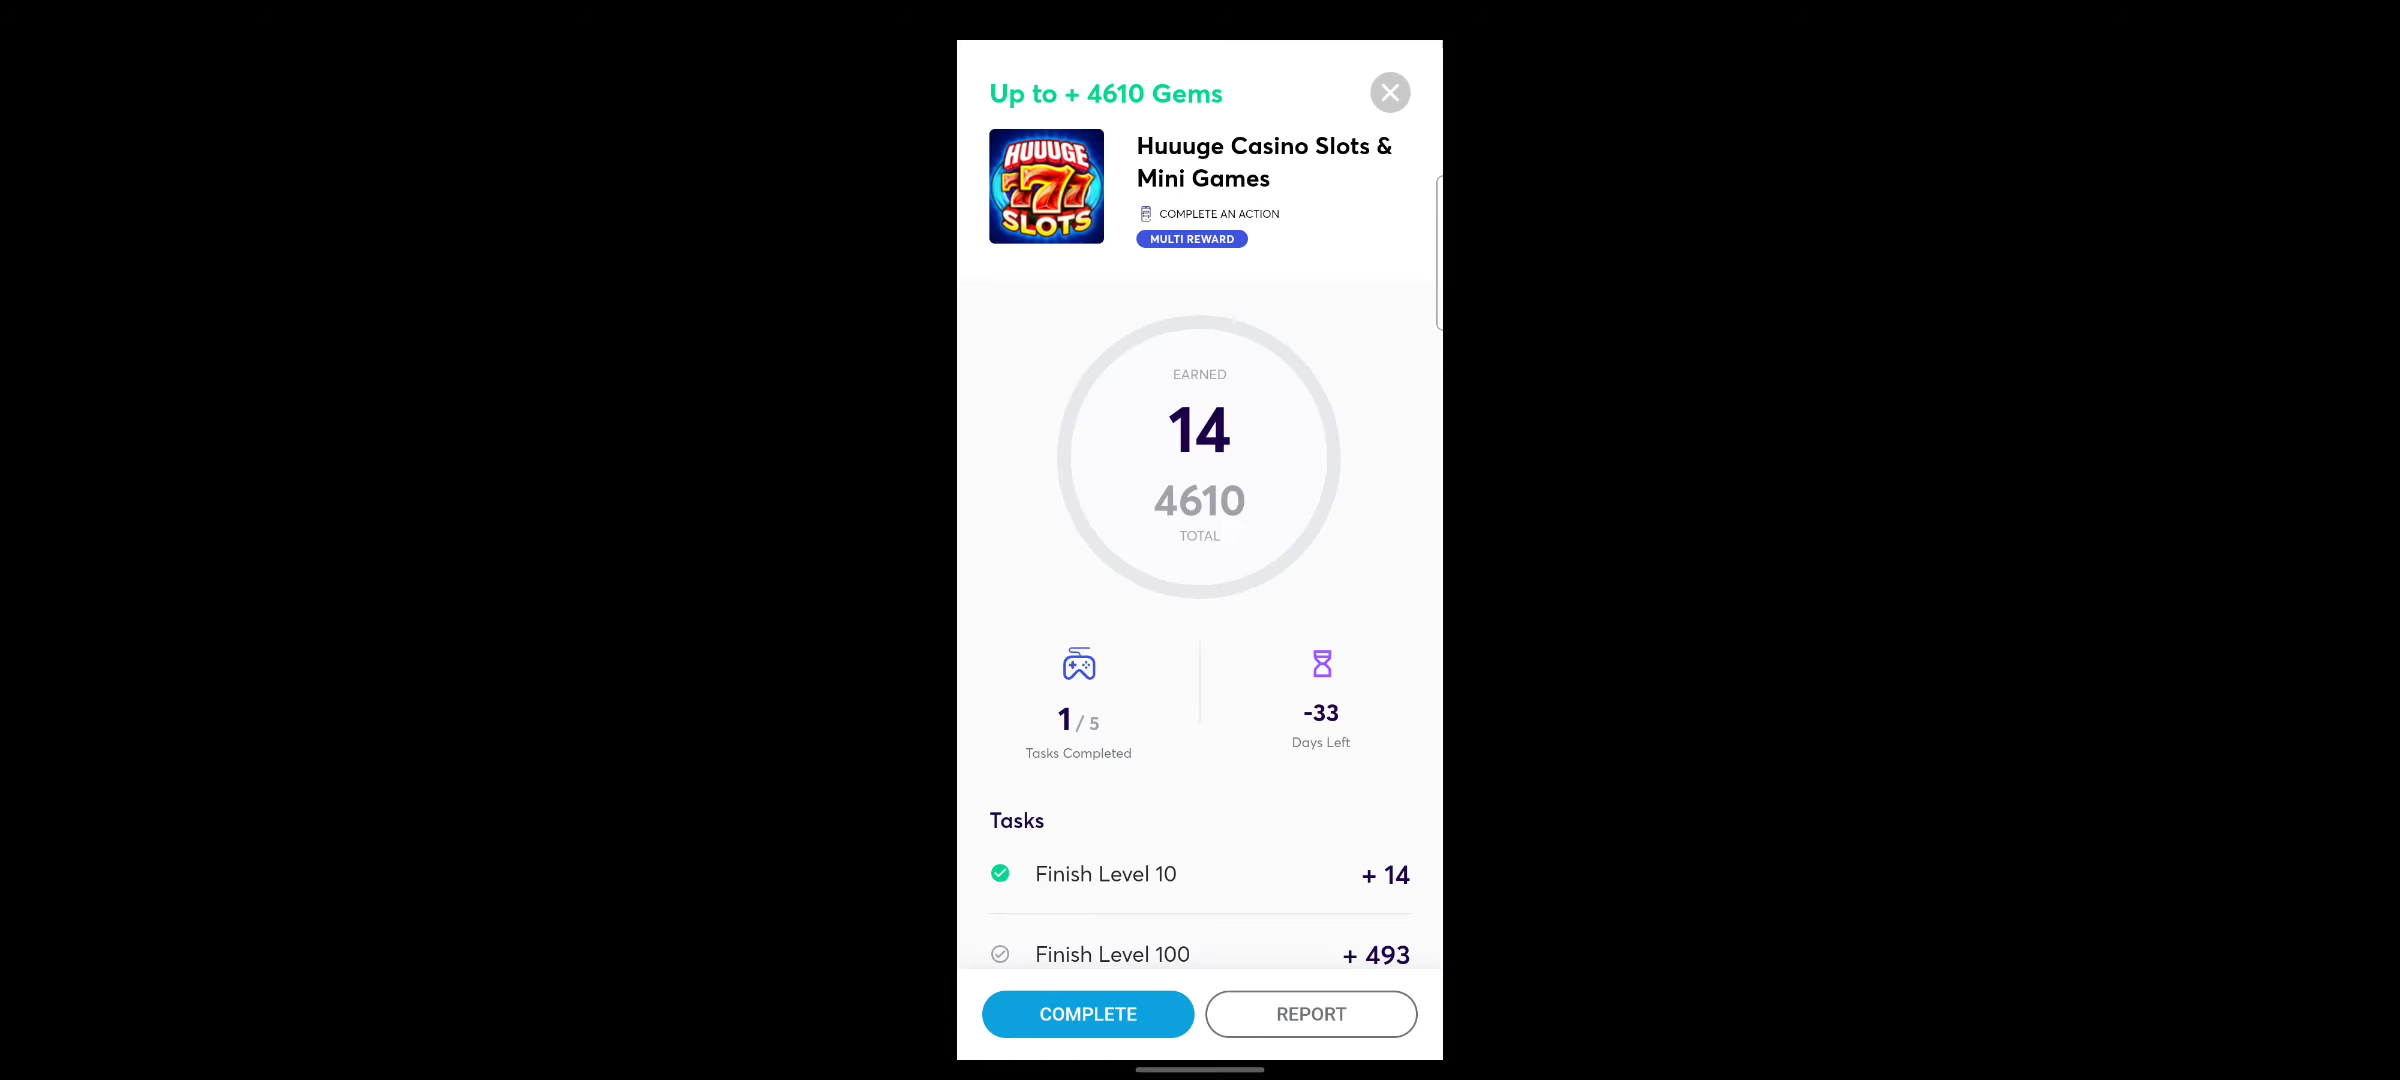 Up to + 4610 Gems
HUUUGE
777
SLOTS
Huuuge Casino Slots &
Mini Games
COMPLETE AN ACTION
MULTI REWARD
EARNED
14
4610
TOTAL
1 / 5
Tasks Completed
-33
Days Left
Tasks
Finish Level 10 + 14
Finish Level 100 + 493
COMPLETE
REPORT